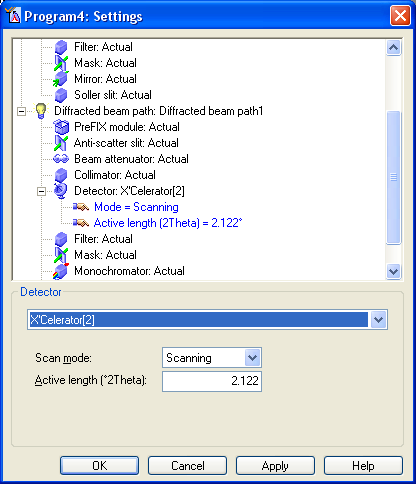 Program4: Settings
Filter: Actual
Mask: Actual
Mirror: Actual
Soller slit: Actual
Diffracted beam path: Diffracted beam path1
PreFIX module: Actual
Anti-scatter slit: Actual
Beam attenuator: Actual
Collimator: Actual
Detector: X'Celerator[2]
Mode = Scanning
Active length (2Theta) = 2.122°
Filter: Actual
Mask: Actual
Monochromator: Actual
Detector
X'Celerator[2]
Scan mode: Scanning
Active length (°2Theta): 2.122
OK Cancel Apply Help